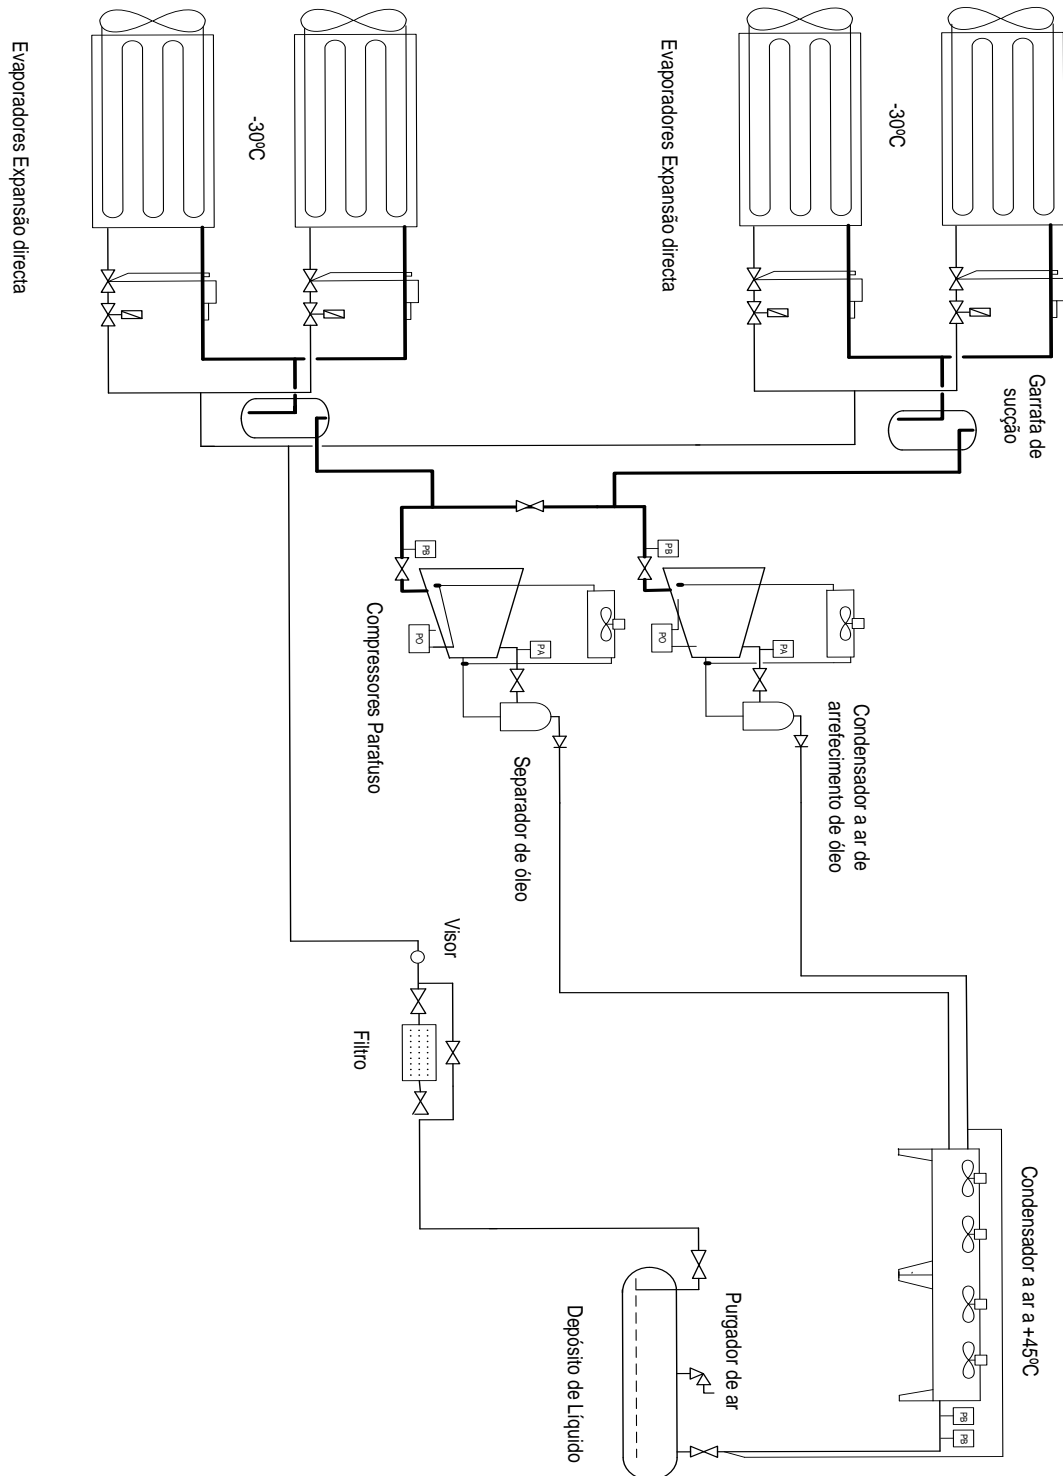 Evaporadores Expansão directa
-30ºC
Evaporadores Expansão directa
-30ºC
Garrafa de
sucção
PB
PB
PO
PA
PO
PA
Compressores Parafuso
Separador de óleo
Condensador a ar de
arrefecimento de óleo
Visor
Filtro
Condensador a ar a +45ºC
Purgador de ar
Depósito de Líquido
PB
PB